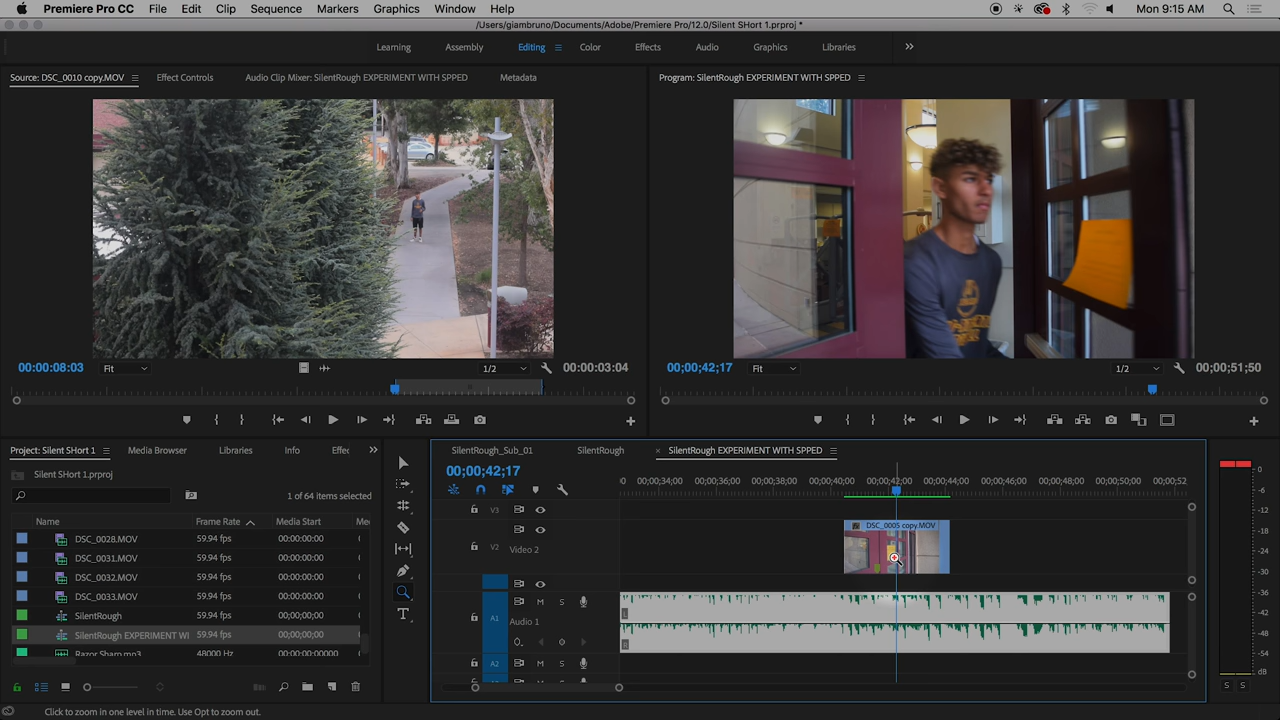 Premiere Pro CC File Edit Clip Sequence Markers Graphics Window Help Mon 9:15 AM
/Users/giambruno/Documents/Adobe/Premiere Pro/12.0/Silent SHort 1.prproj *
Learning Assembly Editing Color Effects Audio Graphics Libraries
Source: DSC_0010 copy.MOV Effect Controls Audio Clip Mixer: SilentRough EXPERIMENT WITH SPPED Metadata
Program: SilentRough EXPERIMENT WITH SPPED
00:00:08:03 Fit 1/2 00:00:03:04
00;00;42;17 Fit 1/2 00;00;51;50
Project: Silent SHort 1 Media Browser Libraries Info Effec
Silent SHort 1.prproj
1 of 64 items selected
Name Frame Rate Media Start Me
DSC_0028.MOV 59.94 fps 00:00:00:00
DSC_0031.MOV 59.94 fps 00:00:00:00
DSC_0032.MOV 59.94 fps 00:00:00:00
DSC_0033.MOV 59.94 fps 00:00:00:00
SilentRough 59.94 fps 00;00;00;00
SilentRough EXPERIMENT WI 59.94 fps 00;00;00;00
Razor Sharp.mp3 48000 Hz 00:00:00:00000
SilentRough_Sub_01 SilentRough SilentRough EXPERIMENT WITH SPPED
00;00;42;17
00 00;00;34;00 00;00;36;00 00;00;38;00 00;00;40;00 00;00;42;00 00;00;44;00 00;00;46;00 00;00;48;00 00;00;50;00 00;00;52
V3
DSC_0005 copy.MOV
V2 Video 2
A1 M S
Audio 1
L
R
A2 M S
0
-6
-12
-18
-24
-30
-36
-42
-48
-54
dB
S S
Click to zoom in one level in time. Use Opt to zoom out.